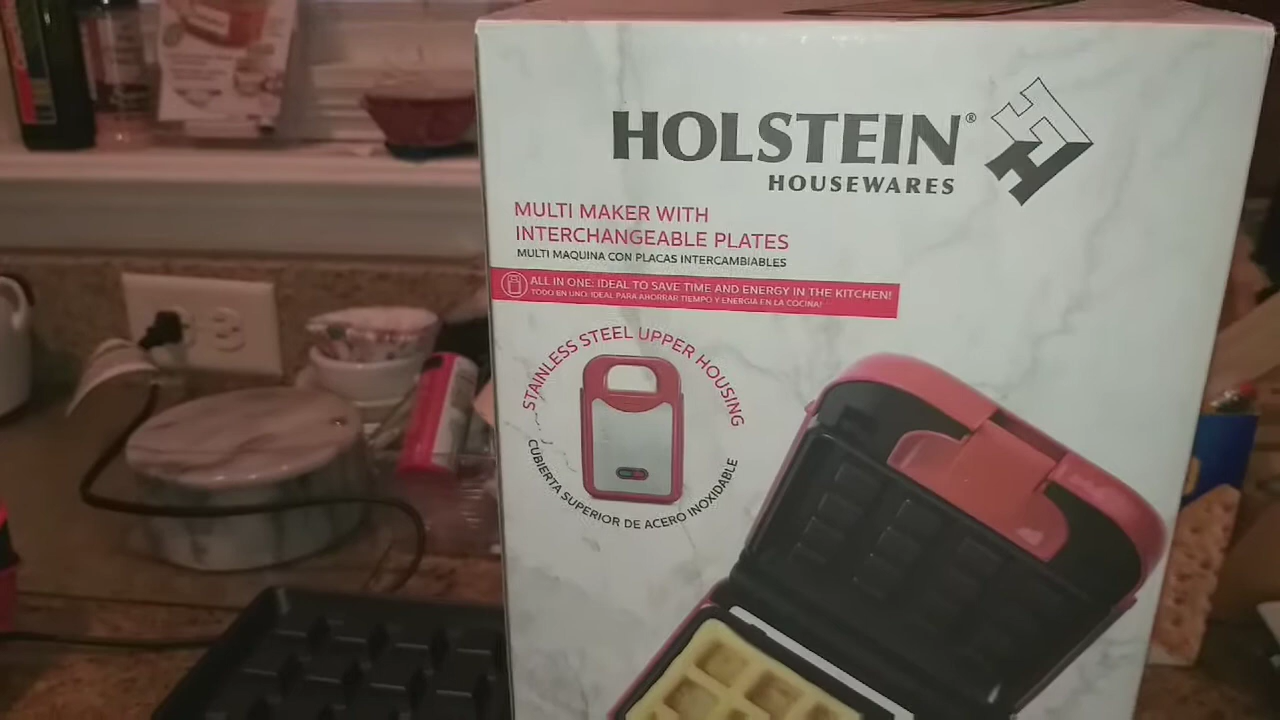 HOLSTEIN®
HOUSEWARES
MULTI MAKER WITH
INTERCHANGEABLE PLATES
MULTI MAQUINA CON PLACAS INTERCAMBIABLES
ALL IN ONE: IDEAL TO SAVE TIME AND ENERGY IN THE KITCHEN!
TODO EN UNO: IDEAL PARA AHORRAR TIEMPO Y ENERGIA EN LA COCINA!
STAINLESS STEEL UPPER HOUSING
CUBIERTA SUPERIOR DE ACERO INOXIDABLE